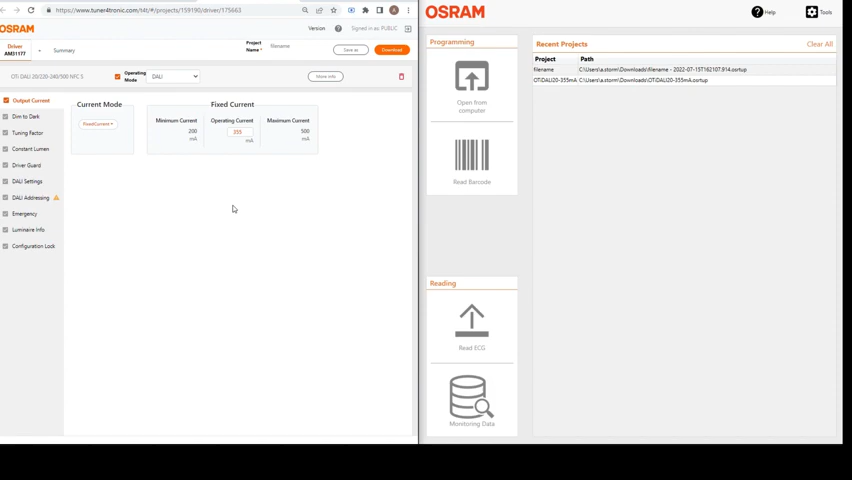 https://www.tuner4tronic.com/t4t/#/projects/159190/driver/175663
A
OSRAM
Version
Signed in as: PUBLIC
Driver
AM31177
Summary
Project Name * filename
Save as
Download
OTi DALI 20/220-240/500 NFC S
Operating Mode
DALI
More info
Output Current
Dim to Dark
Tuning Factor
Constant Lumen
Driver Guard
DALI Settings
DALI Addressing
Emergency
Luminaire Info
Configuration Lock
Current Mode
FixedCurrent
Fixed Current
Minimum Current
200
mA
Operating Current
355
mA
Maximum Current
500
mA
OSRAM
Help
Tools
Programming
Open from computer
Read Barcode
Reading
Read ECG
Monitoring Data
Recent Projects
Clear All
Project Path
filename C:\Users\a.storm\Downloads\filename - 2022-07-15T162107.914.osrtup
OTiDALI20-355mA C:\Users\a.storm\Downloads\OTiDALI20-355mA.osrtup